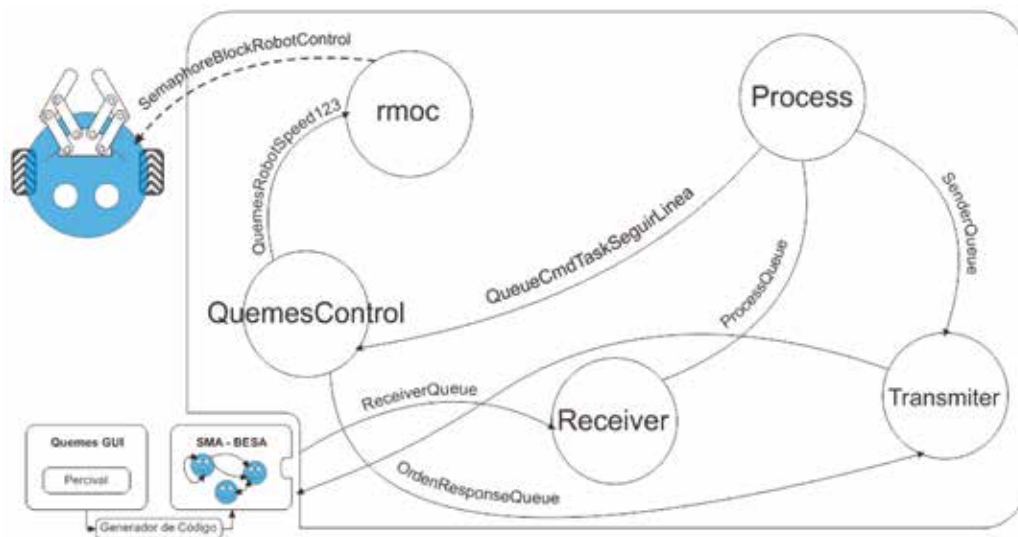 SemaphoreBlockRobotControl
rmoc
Process
QuemesRobotSpeed123
SenderQueue
QueueCmdTaskSeguirLinea
ProcessQueue
QuemesControl
ReceiverQueue
Receiver
Transmiter
Quemes GUI
Percival
SMA - BESA
OrdenResponseQueue
Generador de Código